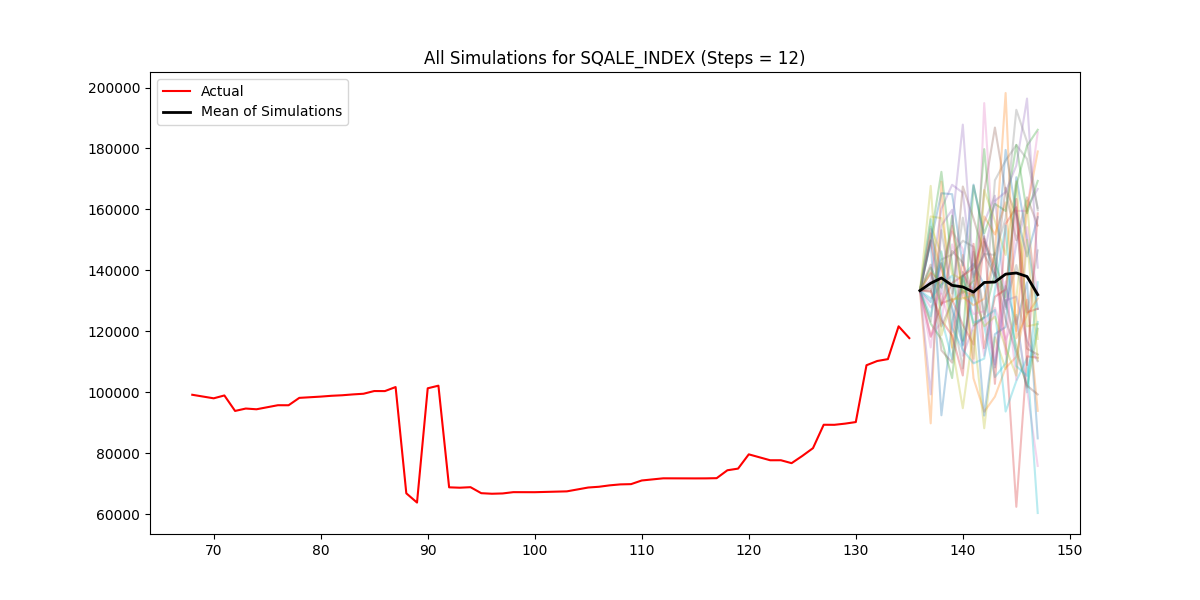 All Simulations for SQALE_INDEX (Steps = 12)
Actual
Mean of Simulations
200000
180000
160000
140000
120000
100000
80000
60000
70 80 90 100 110 120 130 140 150